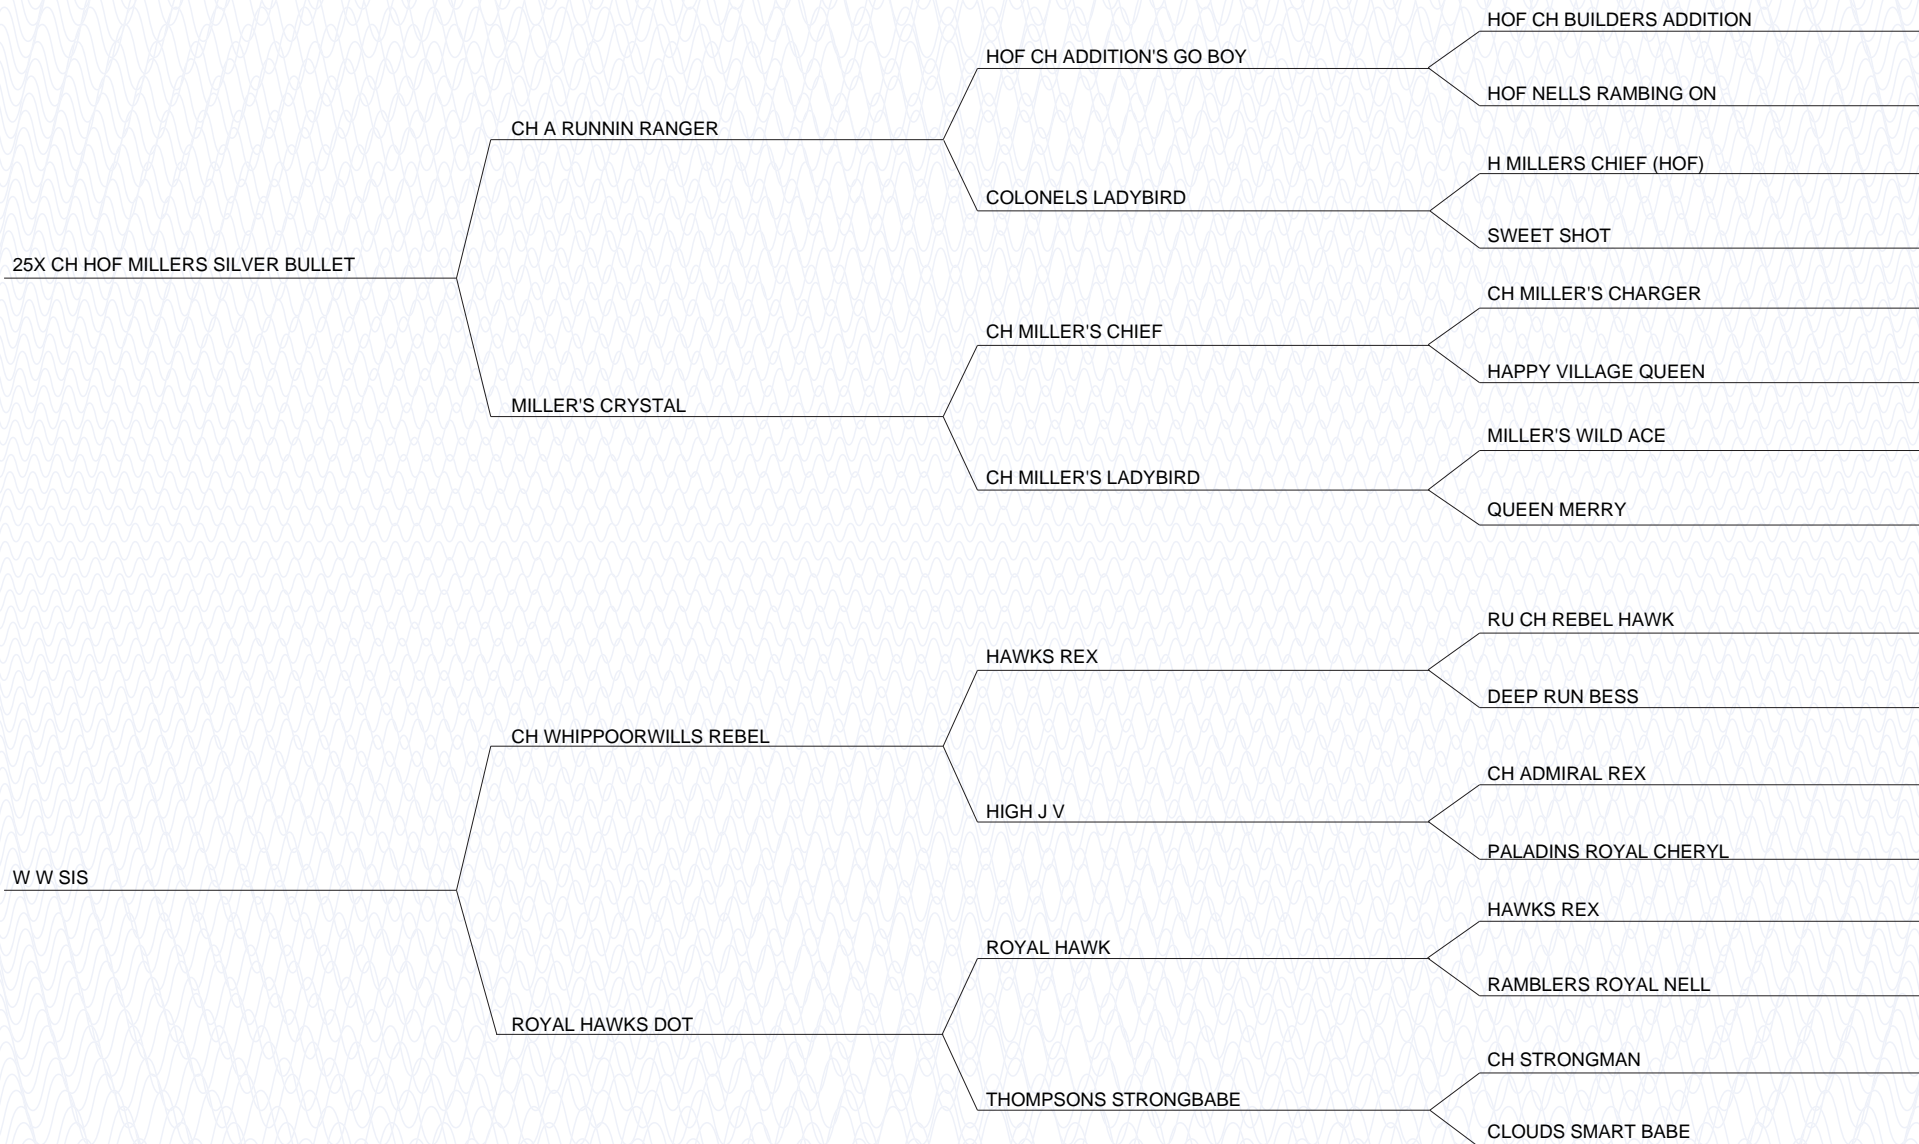 HOF CH BUILDERS ADDITION
HOF CH ADDITION'S GO BOY
HOF NELLS RAMBING ON
CH A RUNNIN RANGER
H MILLERS CHIEF (HOF)
COLONELS LADYBIRD
SWEET SHOT
25X CH HOF MILLERS SILVER BULLET
CH MILLER'S CHARGER
CH MILLER'S CHIEF
HAPPY VILLAGE QUEEN
MILLER'S CRYSTAL
MILLER'S WILD ACE
CH MILLER'S LADYBIRD
QUEEN MERRY
RU CH REBEL HAWK
HAWKS REX
DEEP RUN BESS
CH WHIPPOORWILLS REBEL
CH ADMIRAL REX
HIGH J V
PALADINS ROYAL CHERYL
W W SIS
HAWKS REX
ROYAL HAWK
RAMBLERS ROYAL NELL
ROYAL HAWKS DOT
CH STRONGMAN
THOMPSONS STRONGBABE
CLOUDS SMART BABE